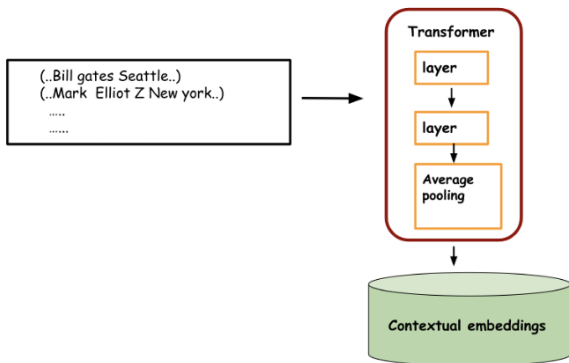 Transformer
(..Bill gates Seattle..)
(..Mark Elliot Z New york..)
.....
......
layer
layer
Average
pooling
Contextual embeddings